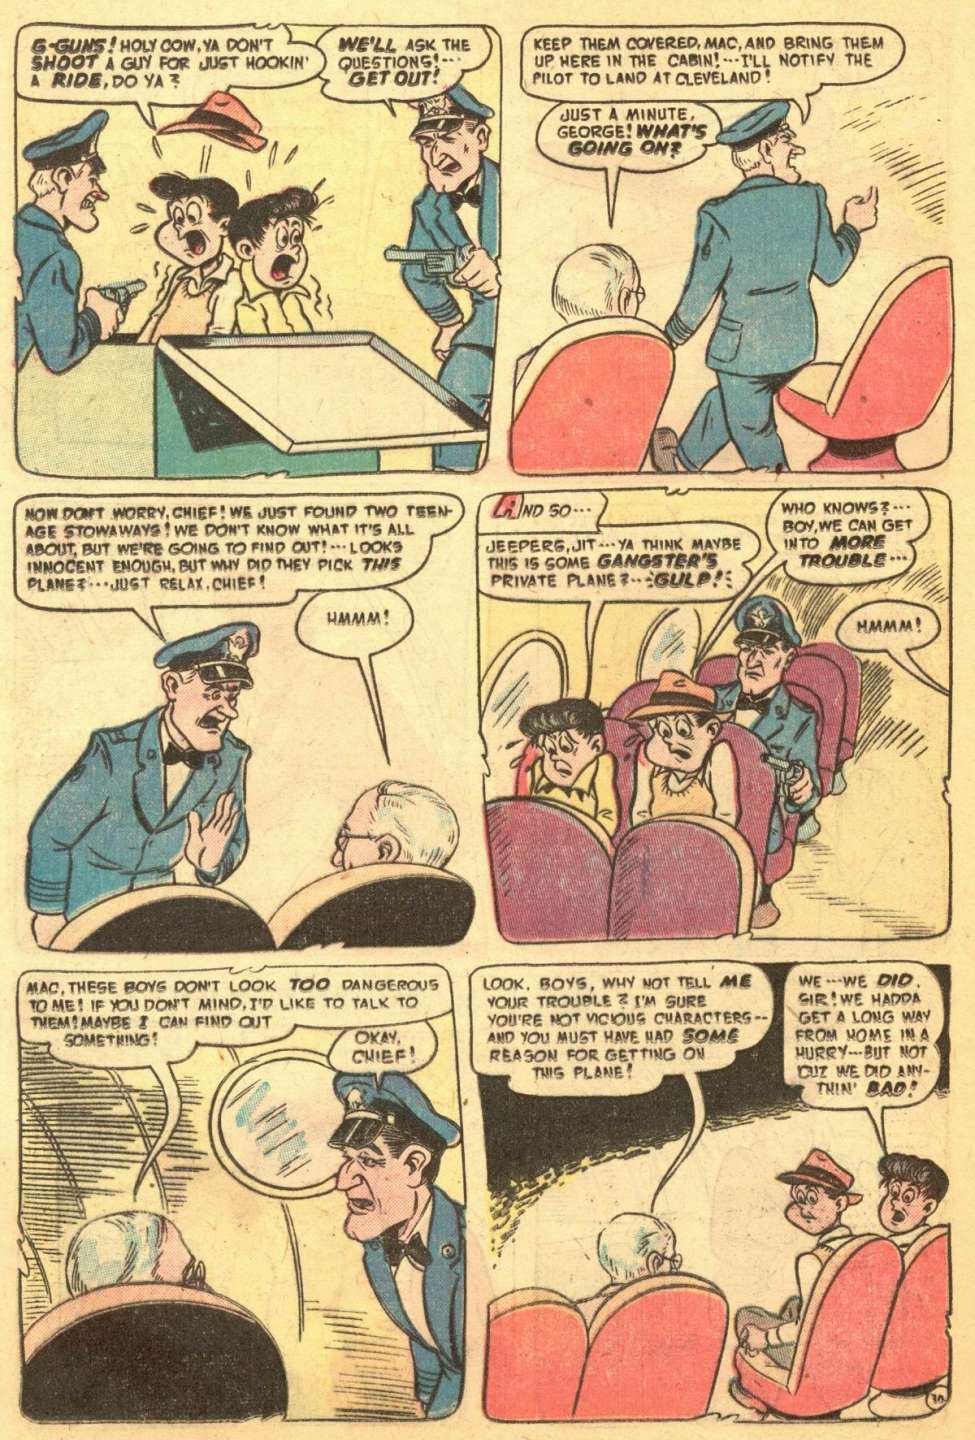 G-GUNS! HOLY COW, YA DON'T
SHOOT A GUY FOR JUST HOOKIN'
A RIDE, DO YA?
WE'LL ASK THE
QUESTIONS!---
GET OUT!
KEEP THEM COVERED, MAC, AND BRING THEM
UP HERE IN THE CABIN!---I'LL NOTIFY THE
PILOT TO LAND AT CLEVELAND!
JUST A MINUTE,
GEORGE! WHAT'S
GOING ON?
NOW DON'T WORRY, CHIEF! WE JUST FOUND TWO TEEN-
AGE STOWAWAYS! WE DON'T KNOW WHAT IT'S ALL
ABOUT, BUT WE'RE GOING TO FIND OUT!---LOOKS
INNOCENT ENOUGH, BUT WHY DID THEY PICK THIS
PLANE?---JUST RELAX, CHIEF!
HMMM!
AND SO---
JEEPERS, JIT---YA THINK MAYBE
THIS IS SOME GANGSTER'S
PRIVATE PLANE?--GULP!
WHO KNOWS?---
BOY, WE CAN GET
INTO MORE
TROUBLE---
HMMM!
MAC, THESE BOYS DON'T LOOK TOO DANGEROUS
TO ME! IF YOU DON'T MIND, I'D LIKE TO TALK TO
THEM! MAYBE I CAN FIND OUT
SOMETHING!
OKAY,
CHIEF!
LOOK, BOYS, WHY NOT TELL ME
YOUR TROUBLE? I'M SURE
YOU'RE NOT VICIOUS CHARACTERS--
AND YOU MUST HAVE HAD SOME
REASON FOR GETTING ON
THIS PLANE!
WE---WE DID,
SIR! WE HADDA
GET A LONG WAY
FROM HOME IN A
HURRY---BUT NOT
'CUZ WE DID ANY-
THIN' BAD!